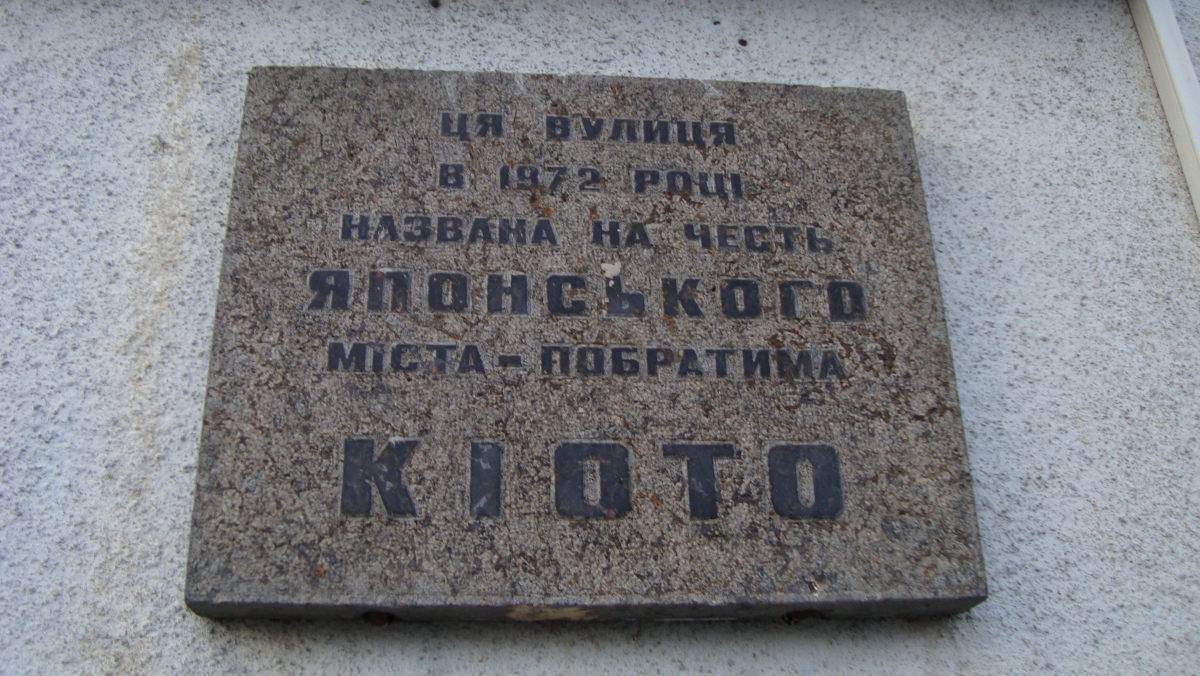 ЦЯ ВУЛИЦЯ
В 1972 РОЦІ
НАЗВАНА НА ЧЕСТЬ
ЯПОНСЬКОГО
МІСТА-ПОБРАТИМА
КІОТО